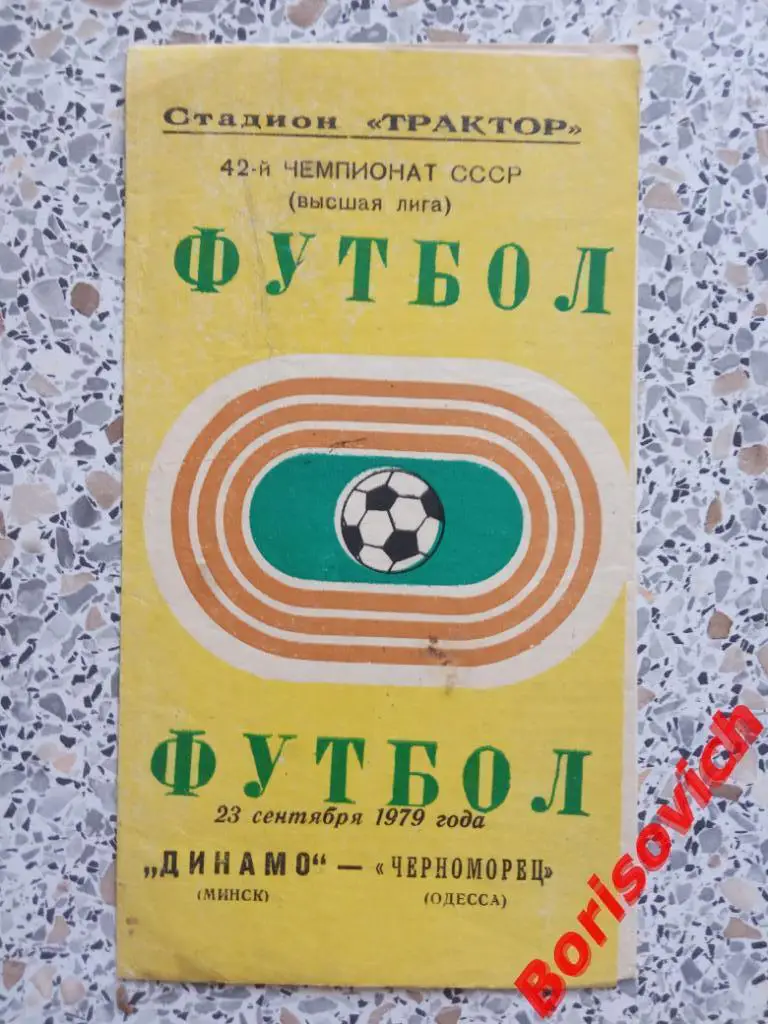 Стадион «ТРАКТОР»
42-й ЧЕМПИОНАТ СССР
(высшая лига)
ФУТБОЛ
ФУТБОЛ
23 сентября 1979 года
„ДИНАМО“ — «ЧЕРНОМОРЕЦ»
(МИНСК) (ОДЕССА)
Borisovich